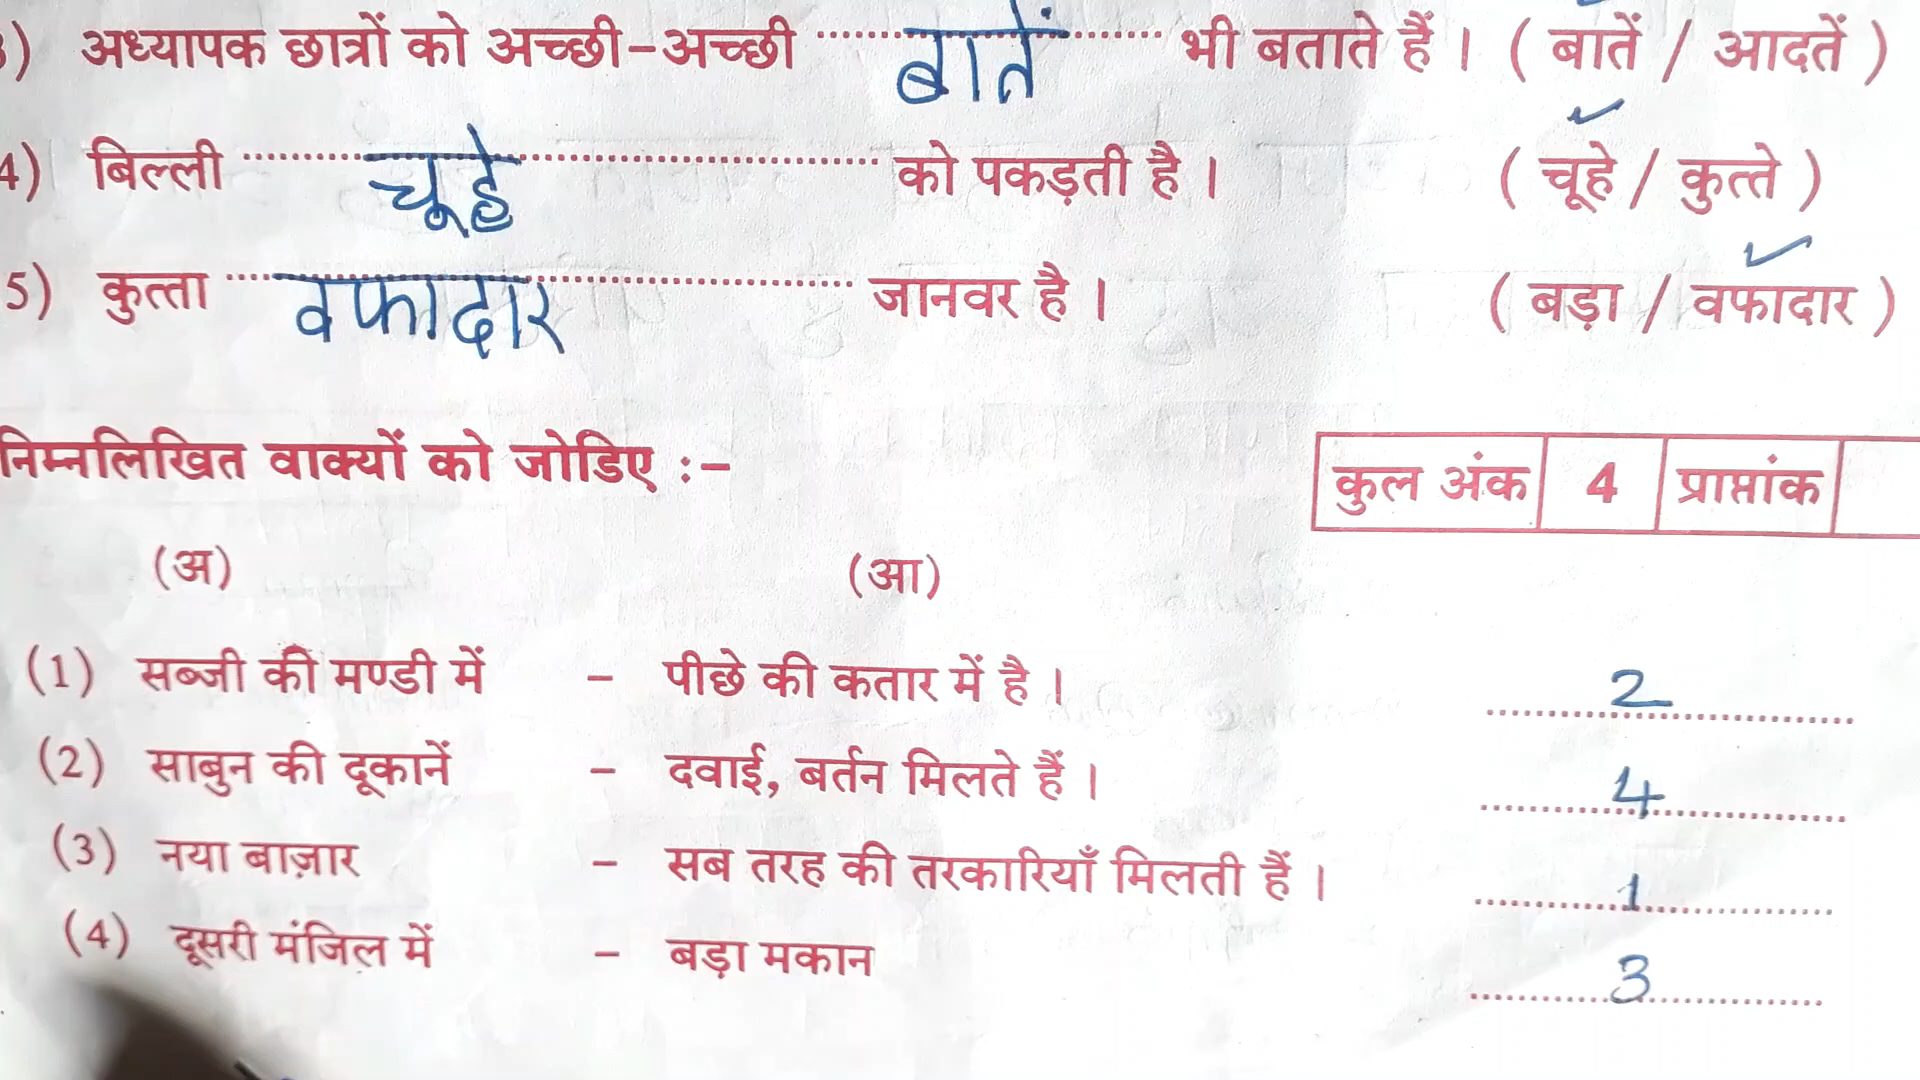 3) अध्यापक छात्रों को अच्छी-अच्छी बातें भी बताते हैं । ( बातें / आदतें )
4) बिल्ली चूहे को पकड़ती है । ( चूहे / कुत्ते )
5) कुत्ता वफादार जानवर है । ( बड़ा / वफादार )
निम्नलिखित वाक्यों को जोडिए :- कुल अंक 4 प्राप्तांक
(अ) (आ)
(1) सब्जी की मण्डी में - पीछे की कतार में है । 2
(2) साबुन की दूकानें - दवाई, बर्तन मिलते हैं । 4
(3) नया बाज़ार - सब तरह की तरकारियाँ मिलती हैं । 1
(4) दूसरी मंजिल में - बड़ा मकान 3